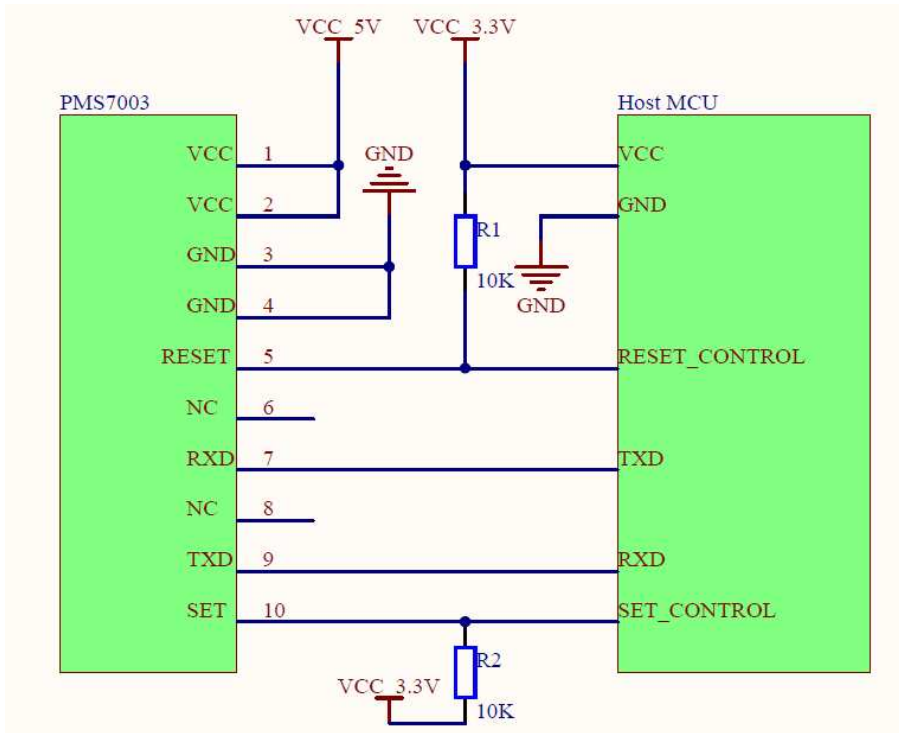 VCC_5V VCC_3.3V
PMS7003 Host MCU
VCC 1 GND VCC
VCC 2 GND
R1
GND 3
10K
GND 4 GND
RESET 5 RESET_CONTROL
NC 6
RXD 7 TXD
NC 8
TXD 9 RXD
SET 10 SET_CONTROL
R2
VCC_3.3V
10K